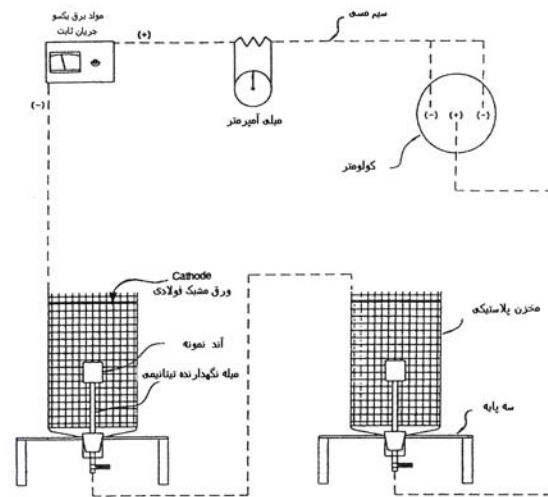 مولد برق یکسو
جریان ثابت
(+)
سیم مسی
(-)
میلی آمپرمتر
(-) (+) (-)
کولومتر
Cathode
ورق مشبک فولادی
آند نمونه
میله نگهدارنده تیتانیمی
مخزن پلاستیکی
سه پایه